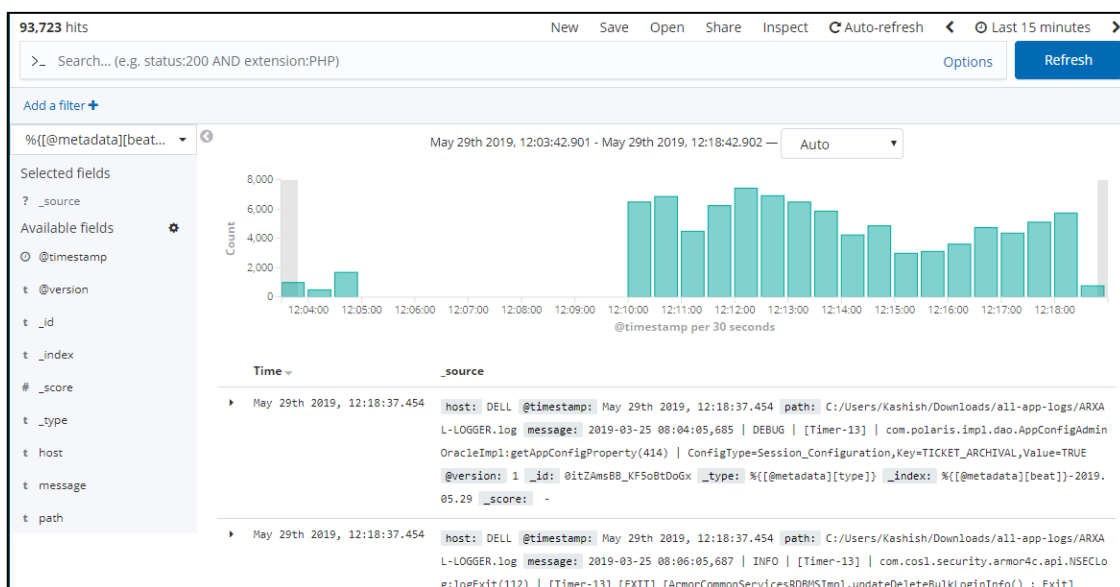 93,723 hits
New Save Open Share Inspect Auto-refresh Last 15 minutes
>_ Search... (e.g. status:200 AND extension:PHP) Options Refresh
Add a filter +
%{[@metadata][beat...
May 29th 2019, 12:03:42.901 - May 29th 2019, 12:18:42.902 — Auto
Selected fields
? _source
Available fields
@timestamp
t @version
t _id
t _index
# _score
t _type
t host
t message
t path
Count
8,000
6,000
4,000
2,000
0
12:04:00 12:05:00 12:06:00 12:07:00 12:08:00 12:09:00 12:10:00 12:11:00 12:12:00 12:13:00 12:14:00 12:15:00 12:16:00 12:17:00 12:18:00
@timestamp per 30 seconds
Time _source
May 29th 2019, 12:18:37.454 host: DELL @timestamp: May 29th 2019, 12:18:37.454 path: C:/Users/Kashish/Downloads/all-app-logs/ARXA
L-LOGGER.log message: 2019-03-25 08:04:05,685 | DEBUG | [Timer-13] | com.polaris.impl.dao.AppConfigAdmin
OracleImpl:getAppConfigProperty(414) | ConfigType=Session_Configuration,Key=TICKET_ARCHIVAL,Value=TRUE
@version: 1 _id: 0itZAmsBB_KF5oBtDoGx _type: %{[@metadata][type]} _index: %{[@metadata][beat]}-2019.
05.29 _score: -
May 29th 2019, 12:18:37.454 host: DELL @timestamp: May 29th 2019, 12:18:37.454 path: C:/Users/Kashish/Downloads/all-app-logs/ARXA
L-LOGGER.log message: 2019-03-25 08:06:05,687 | INFO | [Timer-13] | com.cosl.security.armor4c.api.NSECLo
g:logExit(112) | [Timer-13] [EXIT] [ArmorCommonServicesRDBMSImpl.updateDeleteBulkLoginInfo() : Exit]